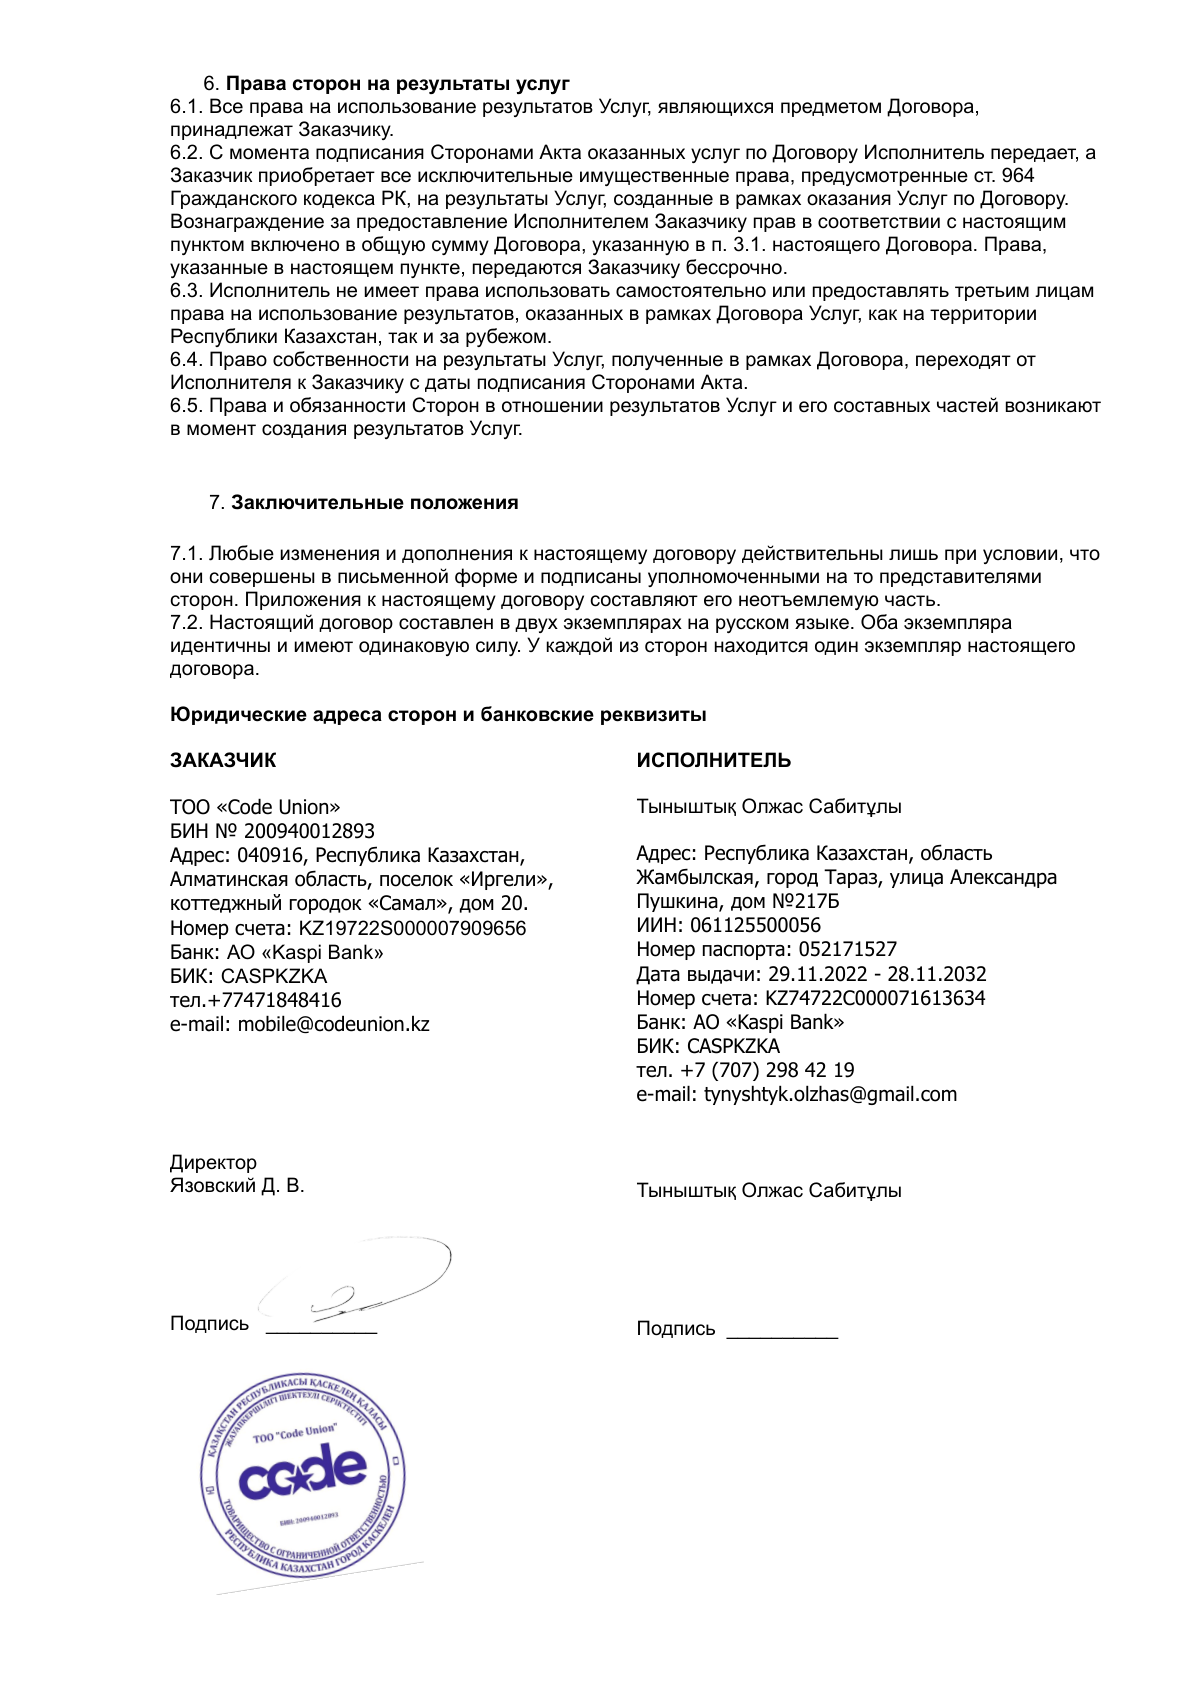 6. Права сторон на результаты услуг
6.1. Все права на использование результатов Услуг, являющихся предметом Договора,
принадлежат Заказчику.
6.2. С момента подписания Сторонами Акта оказанных услуг по Договору Исполнитель передает, а
Заказчик приобретает все исключительные имущественные права, предусмотренные ст. 964
Гражданского кодекса РК, на результаты Услуг, созданные в рамках оказания Услуг по Договору.
Вознаграждение за предоставление Исполнителем Заказчику прав в соответствии с настоящим
пунктом включено в общую сумму Договора, указанную в п. 3.1. настоящего Договора. Права,
указанные в настоящем пункте, передаются Заказчику бессрочно.
6.3. Исполнитель не имеет права использовать самостоятельно или предоставлять третьим лицам
права на использование результатов, оказанных в рамках Договора Услуг, как на территории
Республики Казахстан, так и за рубежом.
6.4. Право собственности на результаты Услуг, полученные в рамках Договора, переходят от
Исполнителя к Заказчику с даты подписания Сторонами Акта.
6.5. Права и обязанности Сторон в отношении результатов Услуг и его составных частей возникают
в момент создания результатов Услуг.
7. Заключительные положения
7.1. Любые изменения и дополнения к настоящему договору действительны лишь при условии, что
они совершены в письменной форме и подписаны уполномоченными на то представителями
сторон. Приложения к настоящему договору составляют его неотъемлемую часть.
7.2. Настоящий договор составлен в двух экземплярах на русском языке. Оба экземпляра
идентичны и имеют одинаковую силу. У каждой из сторон находится один экземпляр настоящего
договора.
Юридические адреса сторон и банковские реквизиты
ЗАКАЗЧИК
ТОО «Code Union»
БИН № 200940012893
Адрес: 040916, Республика Казахстан,
Алматинская область, поселок «Иргели»,
коттеджный городок «Самал», дом 20.
Номер счета: KZ19722S000007909656
Банк: АО «Kaspi Bank»
БИК: CASPKZKA
тел.+77471848416
e-mail: mobile@codeunion.kz
Директор
Язовский Д. В.
Подпись __________
ИСПОЛНИТЕЛЬ
Тыныштық Олжас Сабитұлы
Адрес: Республика Казахстан, область
Жамбылская, город Тараз, улица Александра
Пушкина, дом №217Б
ИИН: 061125500056
Номер паспорта: 052171527
Дата выдачи: 29.11.2022 - 28.11.2032
Номер счета: KZ74722C000071613634
Банк: АО «Kaspi Bank»
БИК: CASPKZKA
тел. +7 (707) 298 42 19
e-mail: tynyshtyk.olzhas@gmail.com
Тыныштық Олжас Сабитұлы
Подпись __________
ҚАЗАҚСТАН РЕСПУБЛИКАСЫ ҚАСКЕЛЕҢ ҚАЛАСЫ
ЖАУАПКЕРШІЛІГІ ШЕКТЕУЛІ СЕРІКТЕСТІГІ
ТОО "Code Union"
code
БИН: 200940012893
ТОВАРИЩЕСТВО С ОГРАНИЧЕННОЙ ОТВЕТСТВЕННОСТЬЮ
РЕСПУБЛИКА КАЗАХСТАН ГОРОД КАСКЕЛЕН